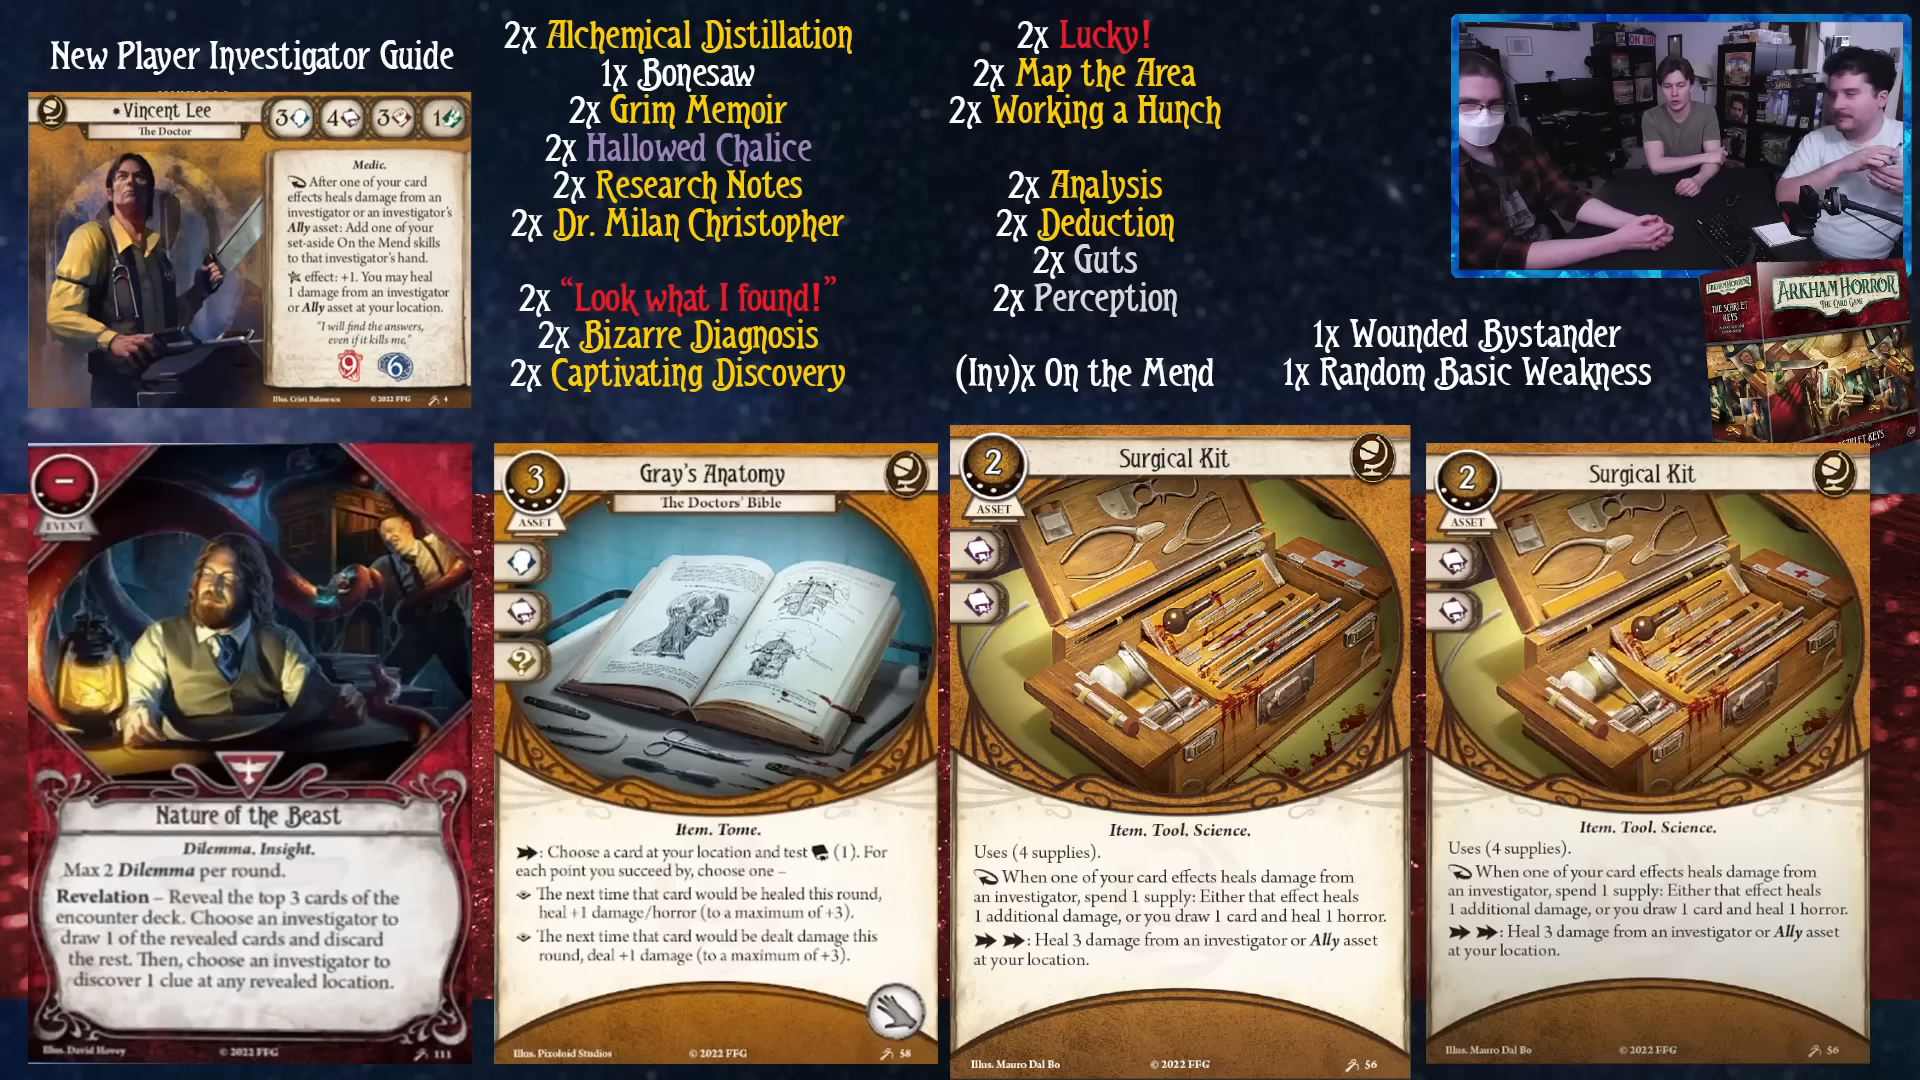 New Player Investigator Guide
*Vincent Lee
The Doctor
3 4 3 1
Medic.
After one of your card
effects heals damage from an
investigator or an investigator's
Ally asset: Add one of your
set-aside On the Mend skills
to that investigator's hand.
effect: +1. You may heal
1 damage from an investigator
or Ally asset at your location.
"I will find the answers,
even if it kills me."
9 6
Illus. Cristi Balanescu © 2022 FFG 4
2x Alchemical Distillation
1x Bonesaw
2x Grim Memoir
2x Hallowed Chalice
2x Research Notes
2x Dr. Milan Christopher
2x "Look what I found!"
2x Bizarre Diagnosis
2x Captivating Discovery
2x Lucky!
2x Map the Area
2x Working a Hunch
2x Analysis
2x Deduction
2x Guts
2x Perception
(Inv)x On the Mend
1x Wounded Bystander
1x Random Basic Weakness
ON AIR
ARKHAM HORROR
THE CARD GAME
ARKHAM HORROR
THE SCARLET
KEYS
–
EVENT
Nature of the Beast
Dilemma. Insight.
Max 2 Dilemma per round.
Revelation – Reveal the top 3 cards of the
encounter deck. Choose an investigator to
draw 1 of the revealed cards and discard
the rest. Then, choose an investigator to
discover 1 clue at any revealed location.
Illus. David Hovey © 2022 FFG 111
3
ASSET
Gray's Anatomy
The Doctors' Bible
?
Item. Tome.
: Choose a card at your location and test (1). For
each point you succeed by, choose one –
The next time that card would be healed this round,
heal +1 damage/horror (to a maximum of +3).
The next time that card would be dealt damage this
round, deal +1 damage (to a maximum of +3).
Illus. Pixoloid Studios © 2022 FFG 58
2
ASSET
Surgical Kit
Item. Tool. Science.
Uses (4 supplies).
When one of your card effects heals damage from
an investigator, spend 1 supply: Either that effect heals
1 additional damage, or you draw 1 card and heal 1 horror.
: Heal 3 damage from an investigator or Ally asset
at your location.
Illus. Mauro Dal Bo © 2022 FFG 56
2
ASSET
Surgical Kit
Item. Tool. Science.
Uses (4 supplies).
When one of your card effects heals damage from
an investigator, spend 1 supply: Either that effect heals
1 additional damage, or you draw 1 card and heal 1 horror.
: Heal 3 damage from an investigator or Ally asset
at your location.
Illus. Mauro Dal Bo © 2022 FFG 56